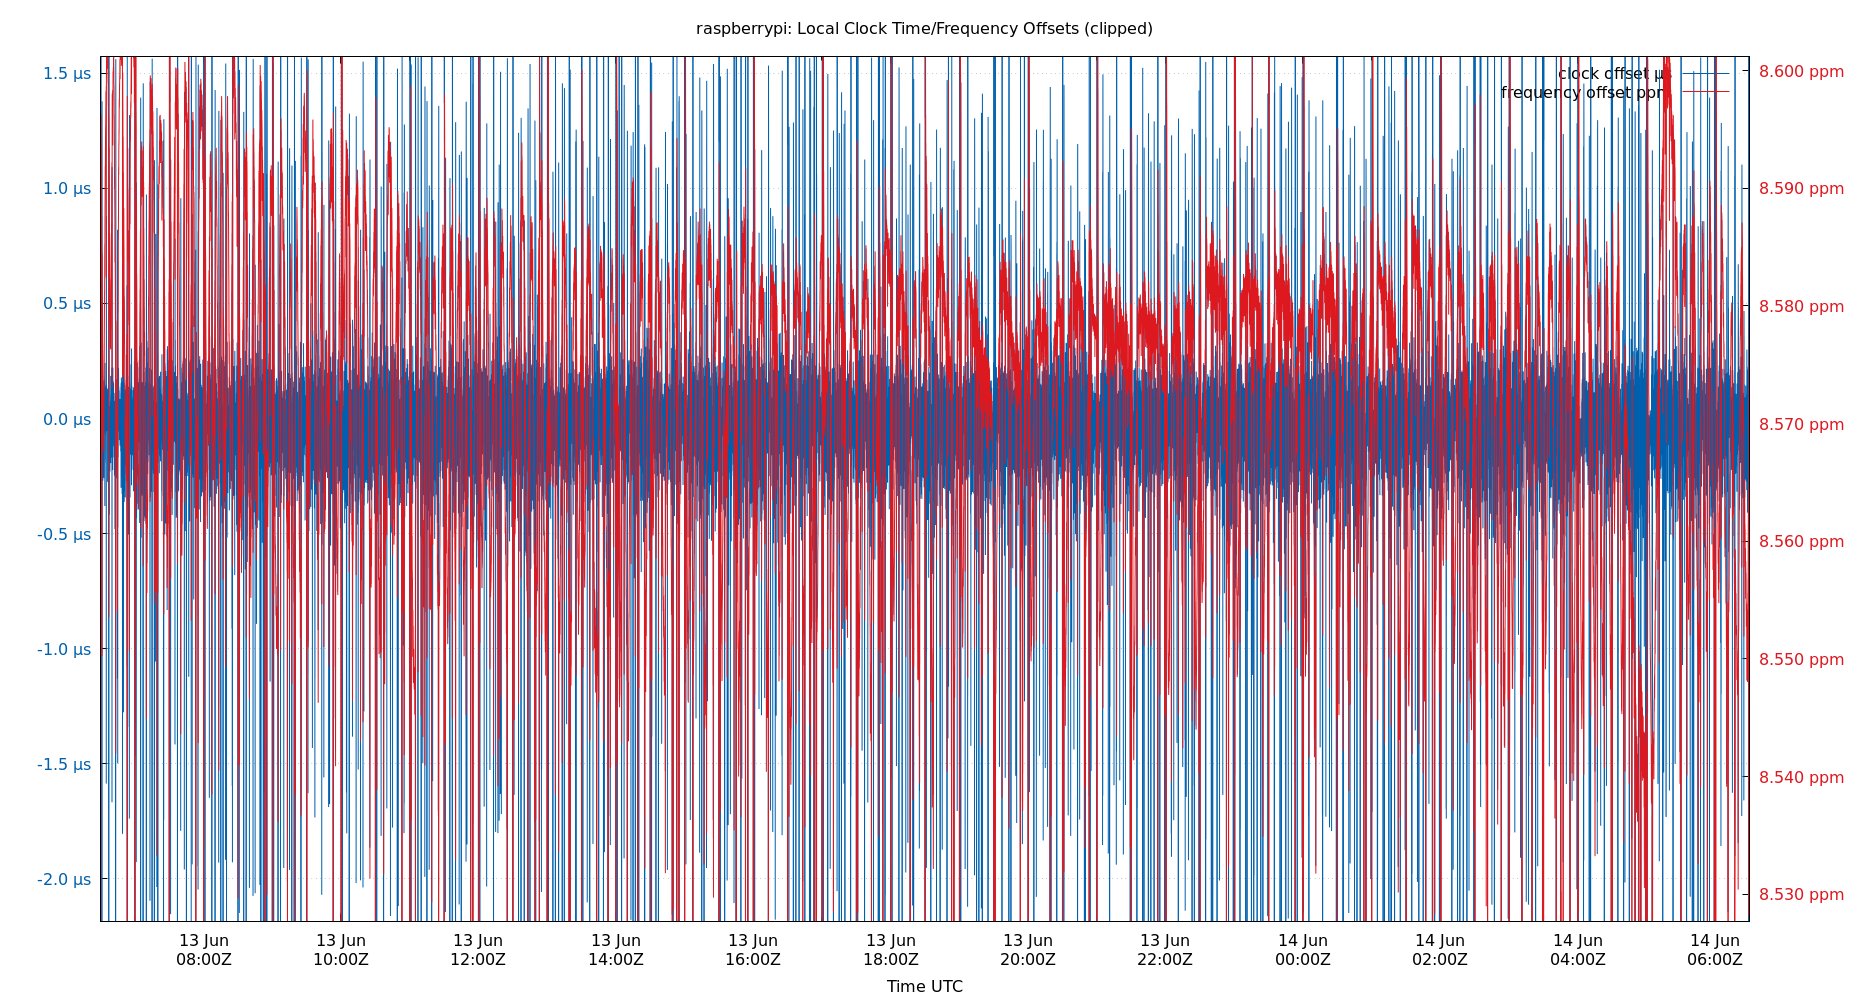 raspberrypi: Local Clock Time/Frequency Offsets (clipped)
clock offset µs
frequency offset ppm
1.5 µs
1.0 µs
0.5 µs
0.0 µs
-0.5 µs
-1.0 µs
-1.5 µs
-2.0 µs
8.600 ppm
8.590 ppm
8.580 ppm
8.570 ppm
8.560 ppm
8.550 ppm
8.540 ppm
8.530 ppm
13 Jun 13 Jun 13 Jun 13 Jun 13 Jun 13 Jun 13 Jun 13 Jun 14 Jun 14 Jun 14 Jun 14 Jun
08:00Z 10:00Z 12:00Z 14:00Z 16:00Z 18:00Z 20:00Z 22:00Z 00:00Z 02:00Z 04:00Z 06:00Z
Time UTC